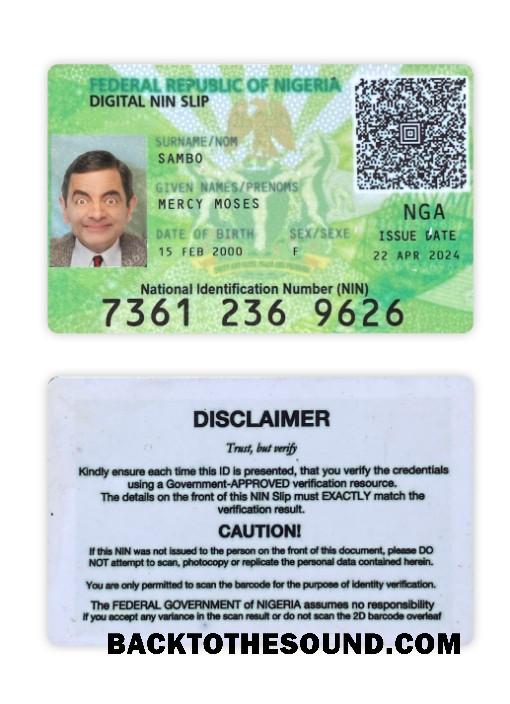 FEDERAL REPUBLIC OF NIGERIA
DIGITAL NIN SLIP
SURNAME/NOM
SAMBO
GIVEN NAMES/PRENOMS
MERCY MOSES
DATE OF BIRTH SEX/SEXE
15 FEB 2000 F
NGA
ISSUE DATE
22 APR 2024
National Identification Number (NIN)
7361 236 9626
DISCLAIMER
Trust, but verify
Kindly ensure each time this ID is presented, that you verify the credentials
using a Government-APPROVED verification resource.
The details on the front of this NIN Slip must EXACTLY match the
verification result.
CAUTION!
If this NIN was not issued to the person on the front of this document, please DO
NOT attempt to scan, photocopy or replicate the personal data contained herein.
You are only permitted to scan the barcode for the purpose of identity verification.
The FEDERAL GOVERNMENT of NIGERIA assumes no responsibility
if you accept any variance in the scan result or do not scan the 2D barcode overleaf
BACKTOTHESOUND.COM